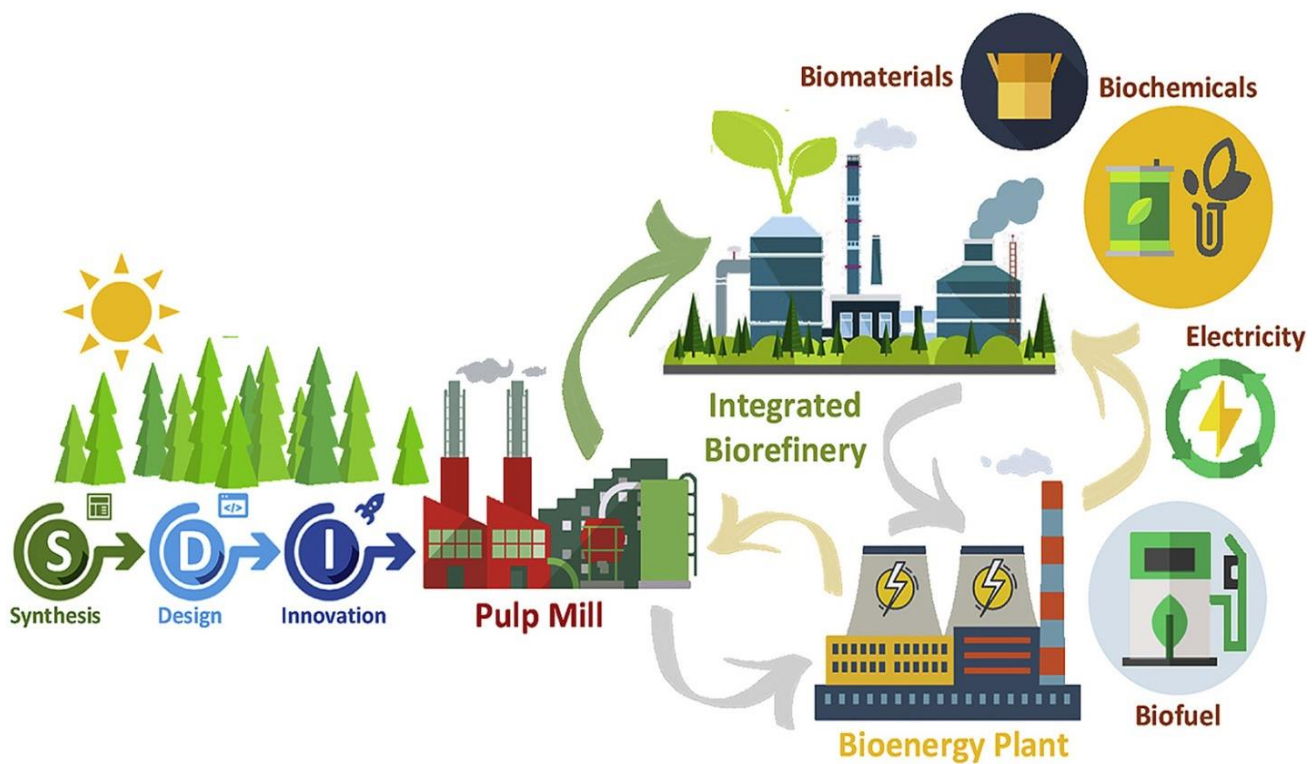 Biomaterials
Biochemicals
Electricity
Integrated
Biorefinery
S
D
</>
I
Synthesis
Design
Innovation
Pulp Mill
Biofuel
Bioenergy Plant